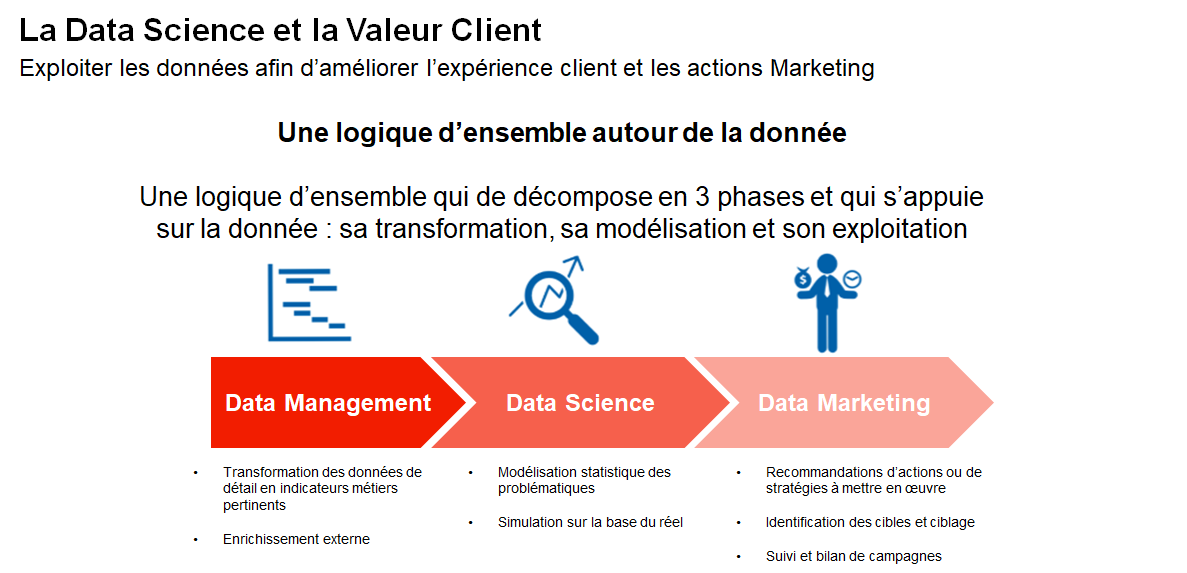 La Data Science et la Valeur Client
Exploiter les données afin d’améliorer l’expérience client et les actions Marketing
Une logique d’ensemble autour de la donnée
Une logique d’ensemble qui de décompose en 3 phases et qui s’appuie
sur la donnée : sa transformation, sa modélisation et son exploitation
$
Data Management
Data Science
Data Marketing
• Transformation des données de
détail en indicateurs métiers
pertinents
• Enrichissement externe
• Modélisation statistique des
problématiques
• Simulation sur la base du réel
• Recommandations d’actions ou de
stratégies à mettre en œuvre
• Identification des cibles et ciblage
• Suivi et bilan de campagnes